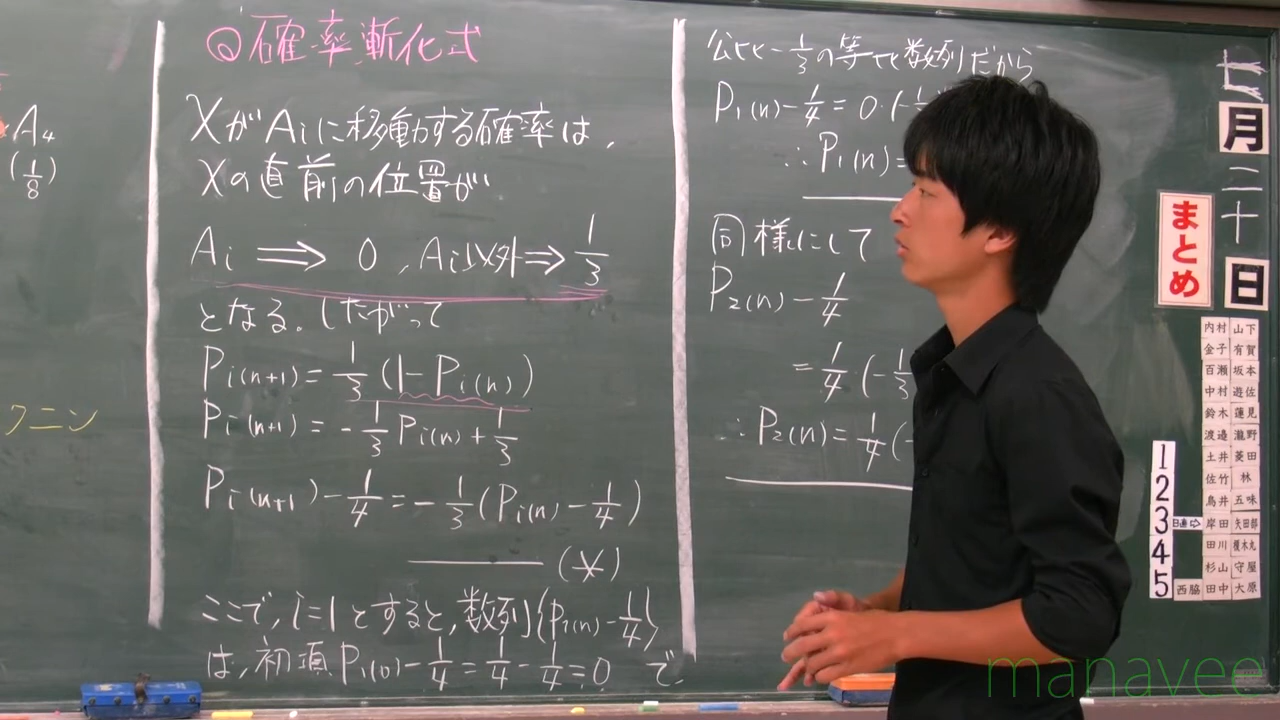 A₄
(1/8)
クニン
◎確率漸化式
XがAiに移動する確率は,
Xの直前の位置が
Ai ⟹ 0 , Ai以外⇒ 1/3
となる. したがって
Pi(n+1) = 1/3 (1-Pi(n))
Pi(n+1) = -1/3 Pi(n) + 1/3
Pi(n+1) - 1/4 = -1/3 (Pi(n) - 1/4)
(*)
ここで, i=1とすると, 数列{P1(n) - 1/4}
は, 初項 P1(0) - 1/4 = 1/4 - 1/4 = 0 で
公比 -1/3 の等比数列だから
P1(n) - 1/4 = 0・(-1
∴ P1(n) =
同様にして
P2(n) - 1/4
= 1/4 (-1/3
∴ P2(n) = 1/4 (-
月二十日
まとめ
内村 山下
金子 有賀
百瀬 坂本
中村 遊佐
鈴木 蓮見
渡邉 瀧野
土井 菱田
佐竹 林
鳥井 五味
日直⇨ 岸田 矢田部
田川 榎木丸
杉山 守屋
西脇 田中 大原
1
2
3
4
5
manavee